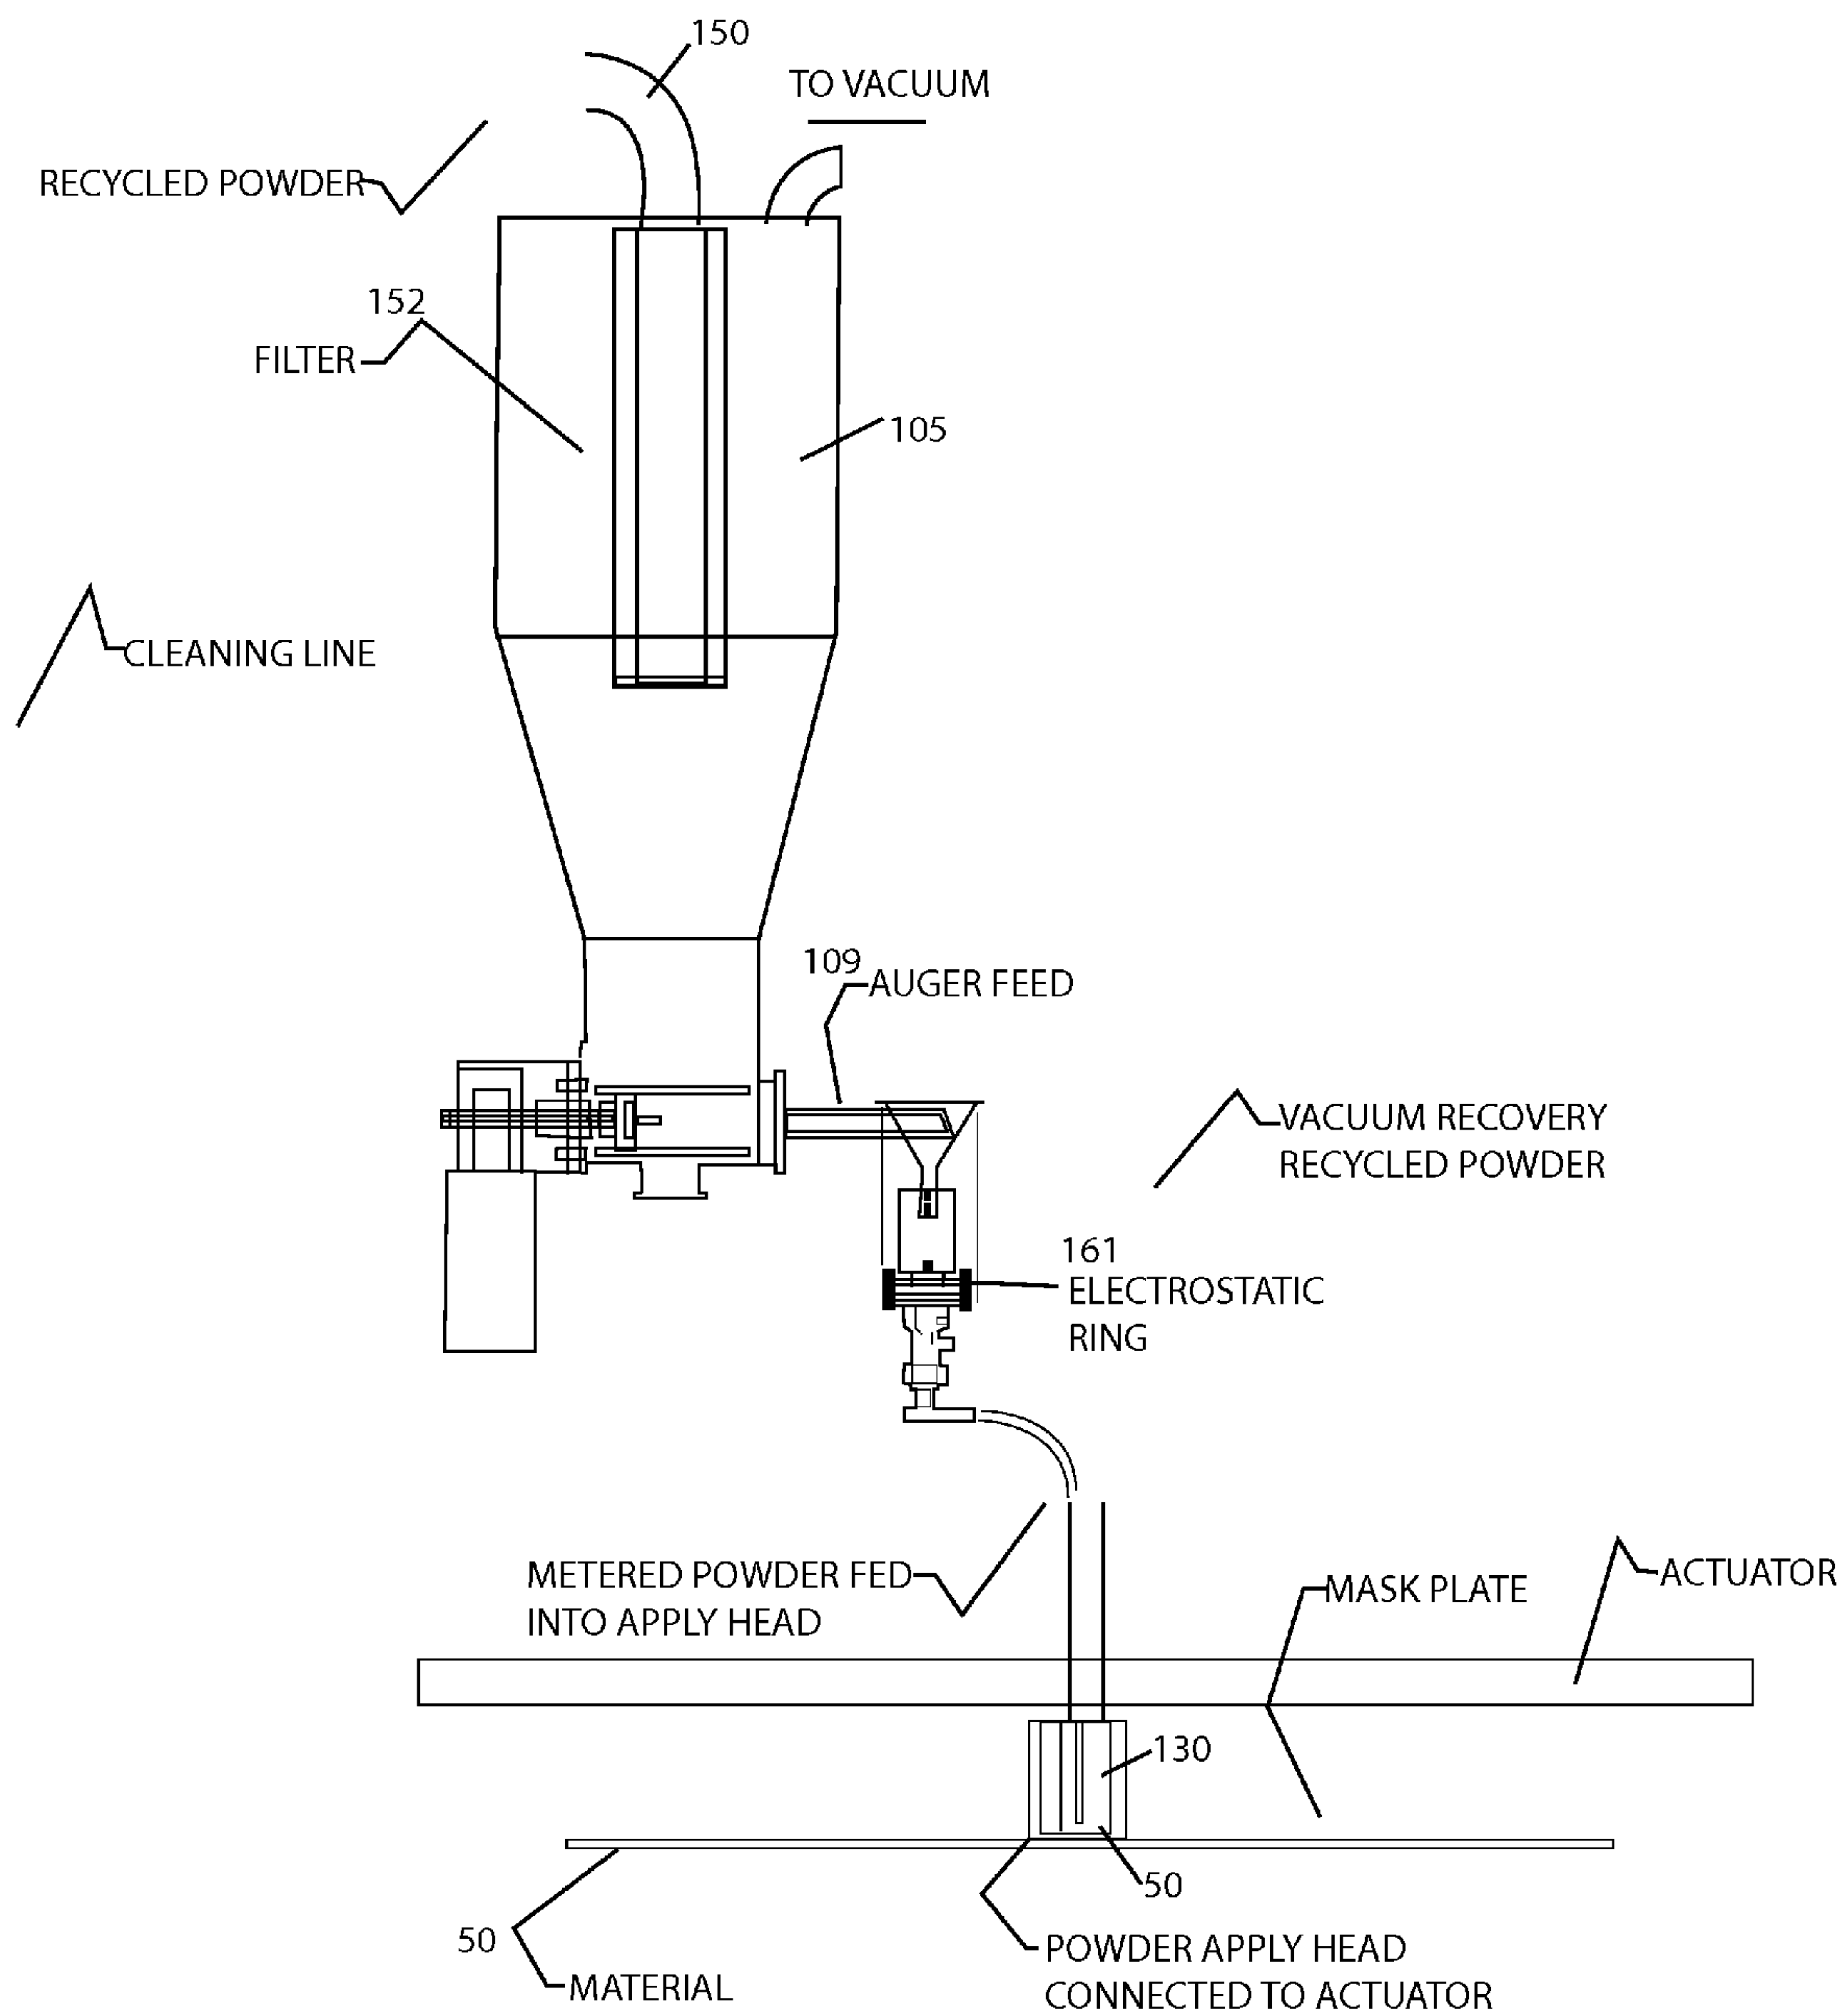 150
TO VACUUM
RECYCLED POWDER
152
FILTER
105
CLEANING LINE
109
AUGER FEED
VACUUM RECOVERY
RECYCLED POWDER
161
ELECTROSTATIC
RING
METERED POWDER FED
INTO APPLY HEAD
MASK PLATE
ACTUATOR
130
50
50
MATERIAL
POWDER APPLY HEAD
CONNECTED TO ACTUATOR